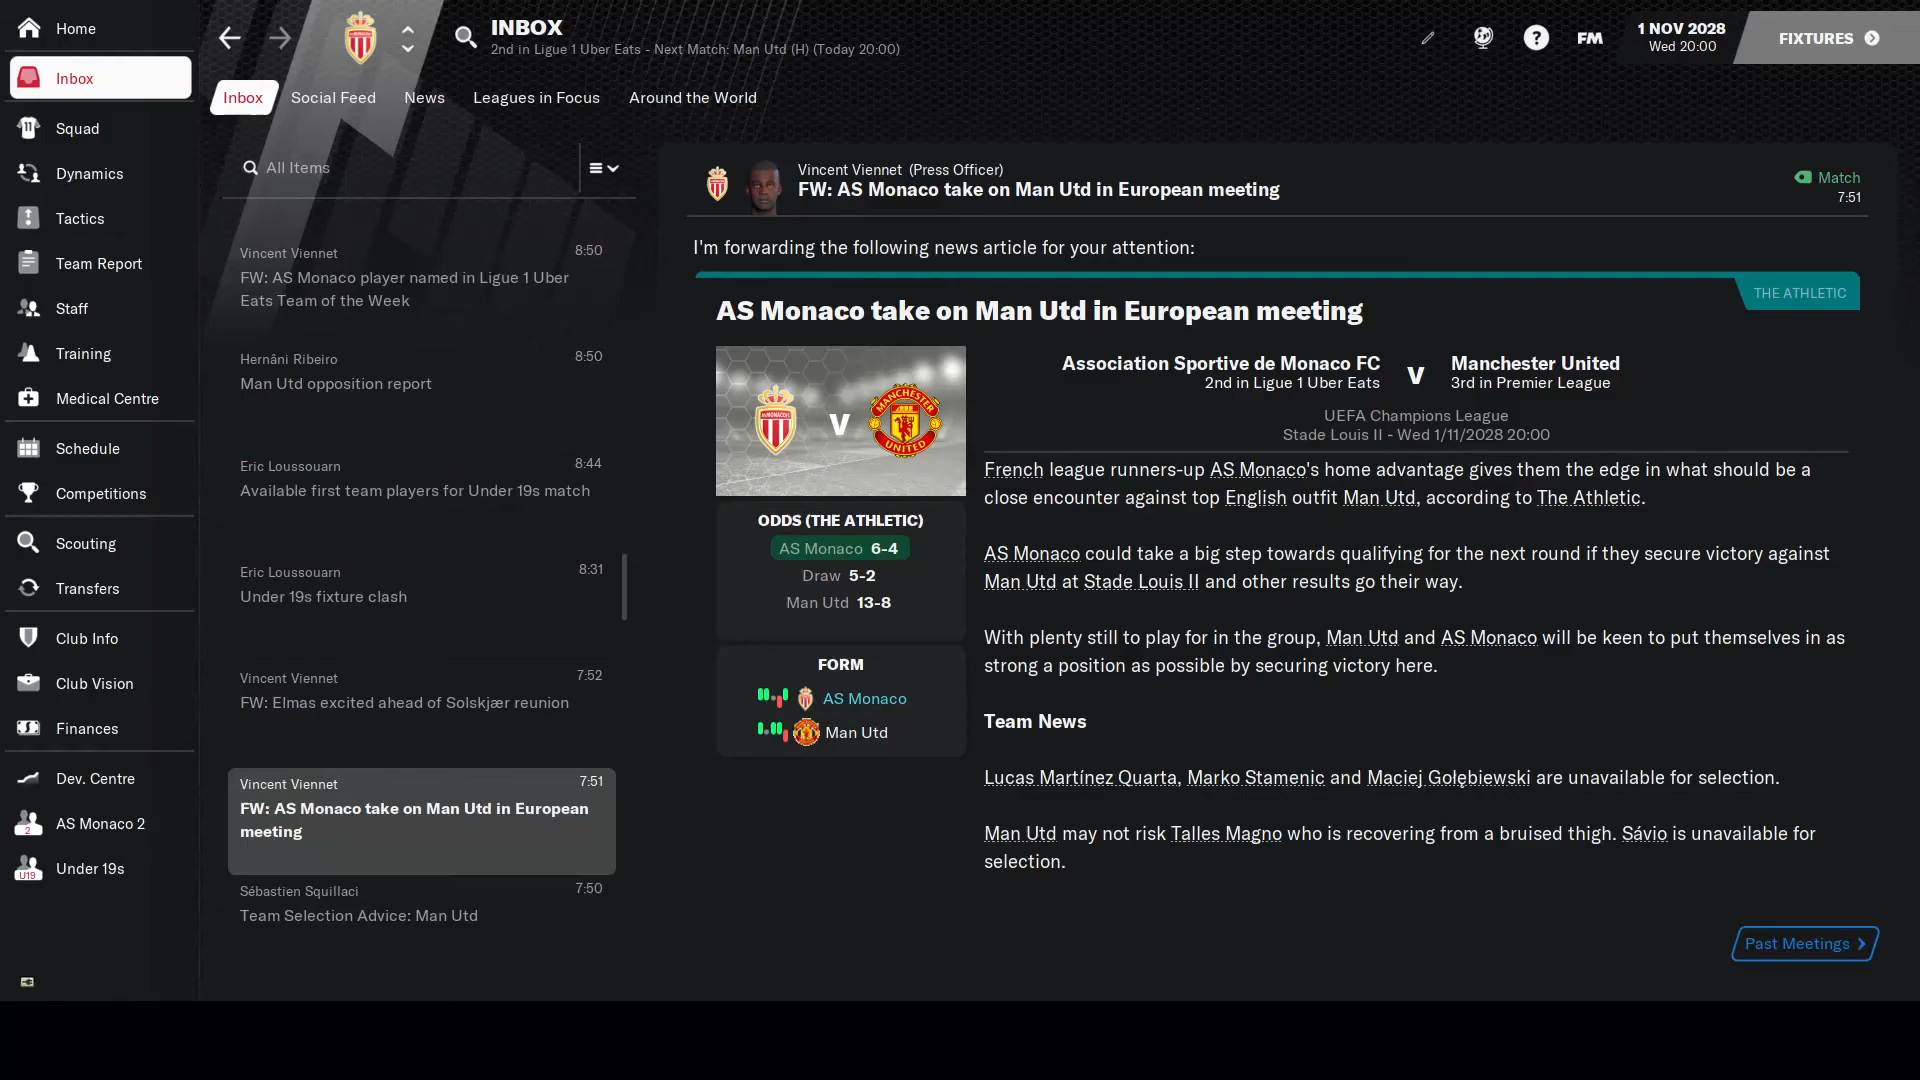 Home
Inbox
Squad
Dynamics
Tactics
Team Report
Staff
Training
Medical Centre
Schedule
Competitions
Scouting
Transfers
Club Info
Club Vision
Finances
Dev. Centre
2
AS Monaco 2
U19
Under 19s
INBOX
2nd in Ligue 1 Uber Eats - Next Match: Man Utd (H) (Today 20:00)
FM
1 NOV 2028
Wed 20:00
FIXTURES
Inbox Social Feed News Leagues in Focus Around the World
All Items
Vincent Viennet 8:50
FW: AS Monaco player named in Ligue 1 Uber
Eats Team of the Week
Hernâni Ribeiro 8:50
Man Utd opposition report
Eric Loussouarn 8:44
Available first team players for Under 19s match
Eric Loussouarn 8:31
Under 19s fixture clash
Vincent Viennet 7:52
FW: Elmas excited ahead of Solskjær reunion
Vincent Viennet 7:51
FW: AS Monaco take on Man Utd in European
meeting
Sébastien Squillaci 7:50
Team Selection Advice: Man Utd
Vincent Viennet (Press Officer)
FW: AS Monaco take on Man Utd in European meeting
Match
7:51
I'm forwarding the following news article for your attention:
THE ATHLETIC
AS Monaco take on Man Utd in European meeting
V
MANCHESTER
UNITED
ODDS (THE ATHLETIC)
AS Monaco 6-4
Draw 5-2
Man Utd 13-8
FORM
AS Monaco
Man Utd
Association Sportive de Monaco FC V Manchester United
2nd in Ligue 1 Uber Eats 3rd in Premier League
UEFA Champions League
Stade Louis II - Wed 1/11/2028 20:00
French league runners-up AS Monaco's home advantage gives them the edge in what should be a
close encounter against top English outfit Man Utd, according to The Athletic.
AS Monaco could take a big step towards qualifying for the next round if they secure victory against
Man Utd at Stade Louis II and other results go their way.
With plenty still to play for in the group, Man Utd and AS Monaco will be keen to put themselves in as
strong a position as possible by securing victory here.
Team News
Lucas Martínez Quarta, Marko Stamenic and Maciej Gołębiewski are unavailable for selection.
Man Utd may not risk Talles Magno who is recovering from a bruised thigh. Sávio is unavailable for
selection.
Past Meetings